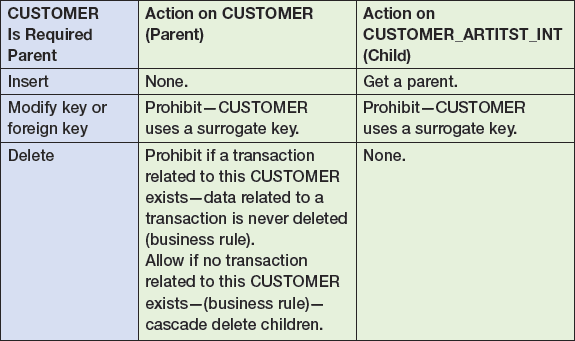 CUSTOMER
Is Required
Parent
Action on CUSTOMER
(Parent)
Action on
CUSTOMER_ARTITST_INT
(Child)
Insert
None.
Get a parent.
Modify key or
foreign key
Prohibit—CUSTOMER
uses a surrogate key.
Prohibit—CUSTOMER
uses a surrogate key.
Delete
Prohibit if a transaction
related to this CUSTOMER
exists—data related to a
transaction is never deleted
(business rule).
Allow if no transaction
related to this CUSTOMER
exists—(business rule)—
cascade delete children.
None.